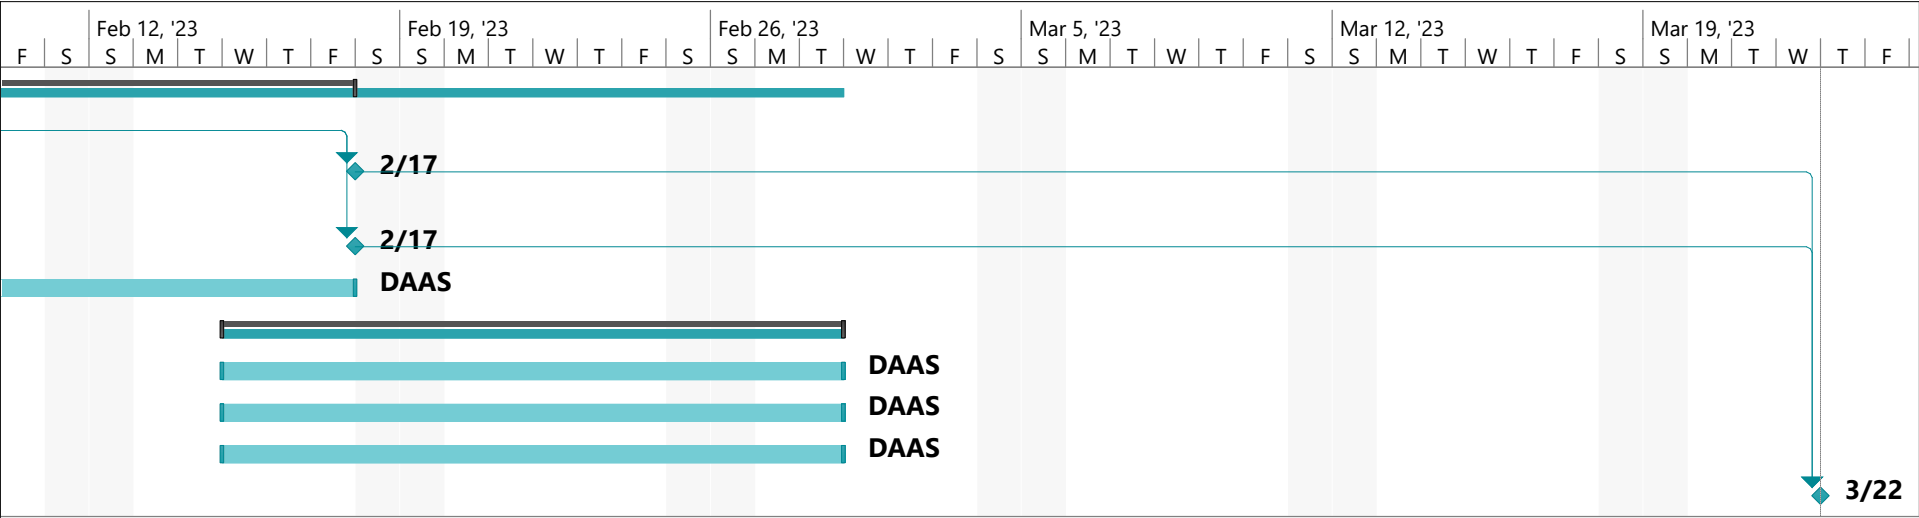 Feb 12, '23 Feb 19, '23 Feb 26, '23 Mar 5, '23 Mar 12, '23 Mar 19, '23
F S S M T W T F S S M T W T F S S M T W T F S S M T W T F S S M T W T F S S M T W T F
2/17
2/17
DAAS
DAAS
DAAS
DAAS
3/22